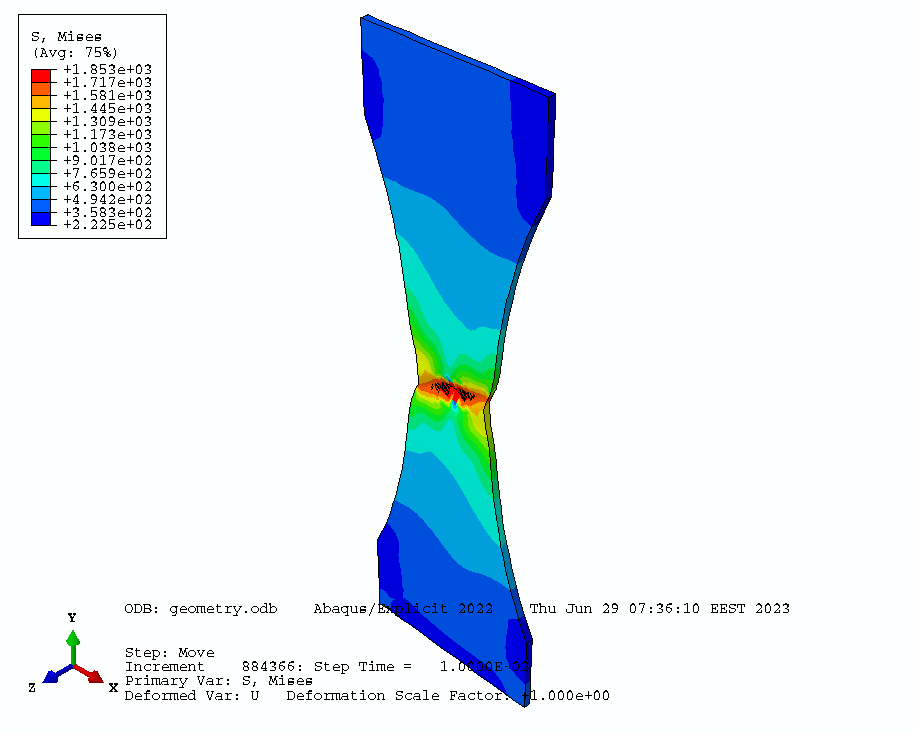 S, Mises
(Avg: 75%)
+1.853e+03
+1.717e+03
+1.581e+03
+1.445e+03
+1.309e+03
+1.173e+03
+1.038e+03
+9.017e+02
+7.659e+02
+6.300e+02
+4.942e+02
+3.583e+02
+2.225e+02
ODB: geometry.odb Abaqus/Explicit 2022 Thu Jun 29 07:36:10 EEST 2023
Y
Z
X
Step: Move
Increment 884366: Step Time = 1.0000E-02
Primary Var: S, Mises
Deformed Var: U Deformation Scale Factor: +1.000e+00